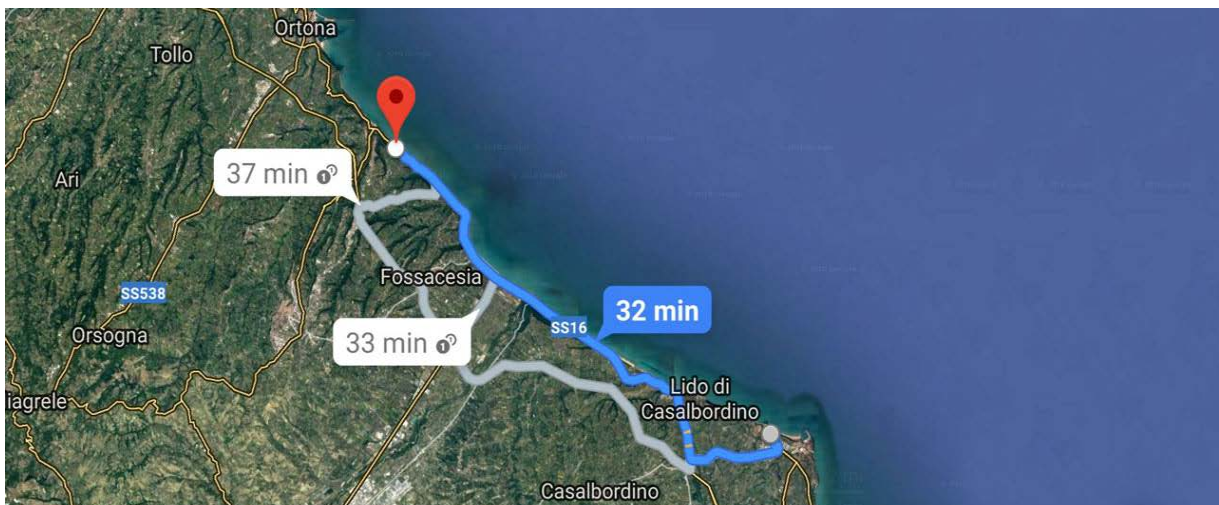 Ortona
Tollo
37 min
Ari
Fossacesia
SS538
32 min
SS16
Orsogna
33 min
Lido di
Casalbordino
iagrele
Casalbordino